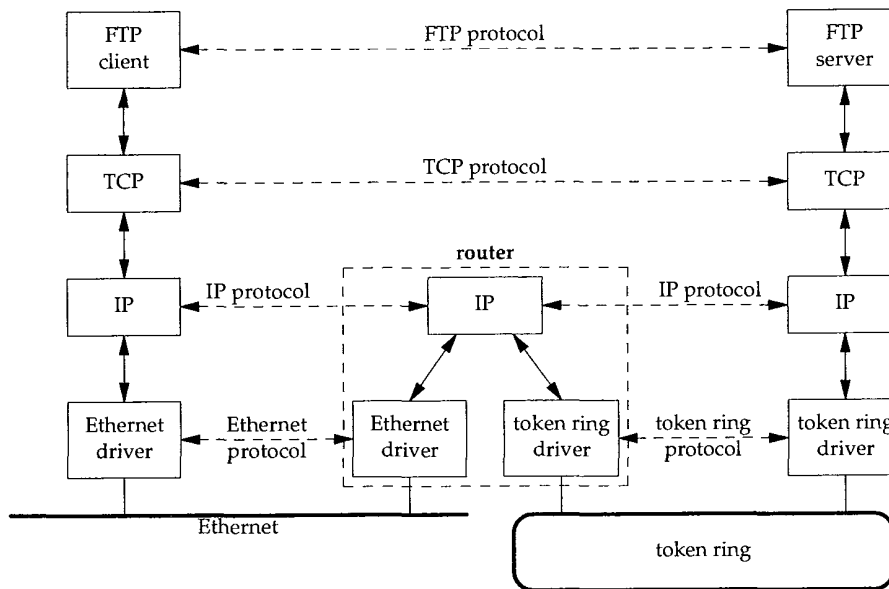 FTP
client
FTP protocol
FTP
server
TCP
TCP protocol
TCP
router
IP
IP protocol
IP
IP protocol
IP
Ethernet
driver
Ethernet
protocol
Ethernet
driver
token ring
driver
token ring
protocol
token ring
driver
Ethernet
token ring